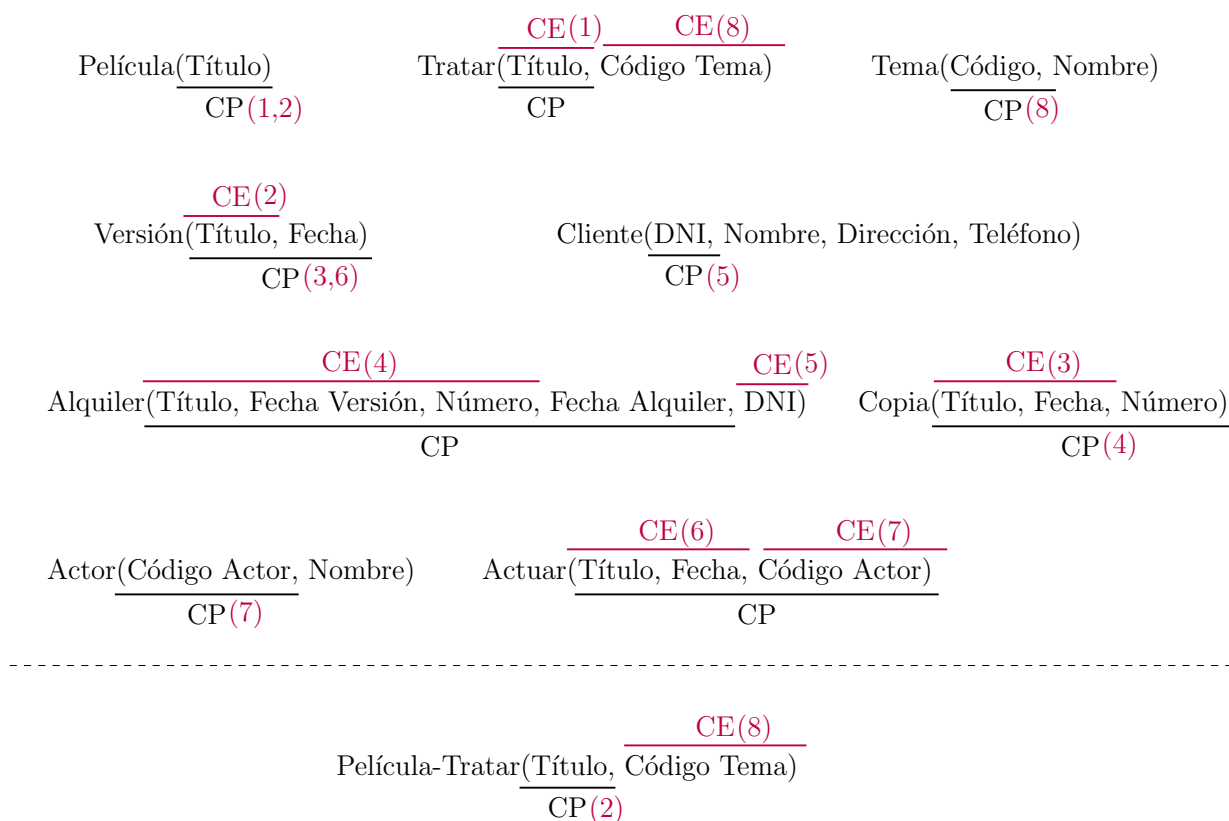 CE(1) CE(8)
Película(Título) Tratar(Título, Código Tema) Tema(Código, Nombre)
CP(1,2) CP CP(8)
CE(2)
Versión(Título, Fecha) Cliente(DNI, Nombre, Dirección, Teléfono)
CP(3,6) CP(5)
CE(4) CE(5) CE(3)
Alquiler(Título, Fecha Versión, Número, Fecha Alquiler, DNI) Copia(Título, Fecha, Número)
CP CP(4)
CE(6) CE(7)
Actor(Código Actor, Nombre) Actuar(Título, Fecha, Código Actor)
CP(7) CP
CE(8)
Película-Tratar(Título, Código Tema)
CP(2)